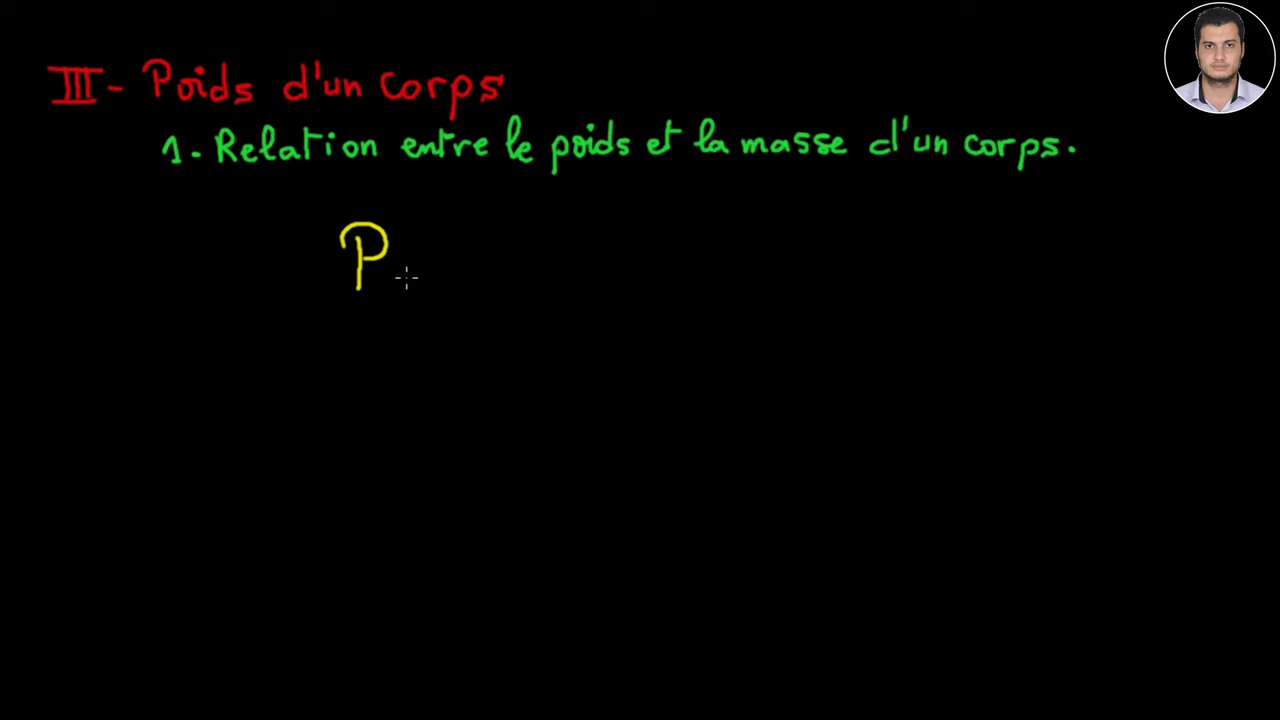 III- Poids d'un corps
1. Relation entre le poids et la masse d'un corps.
P